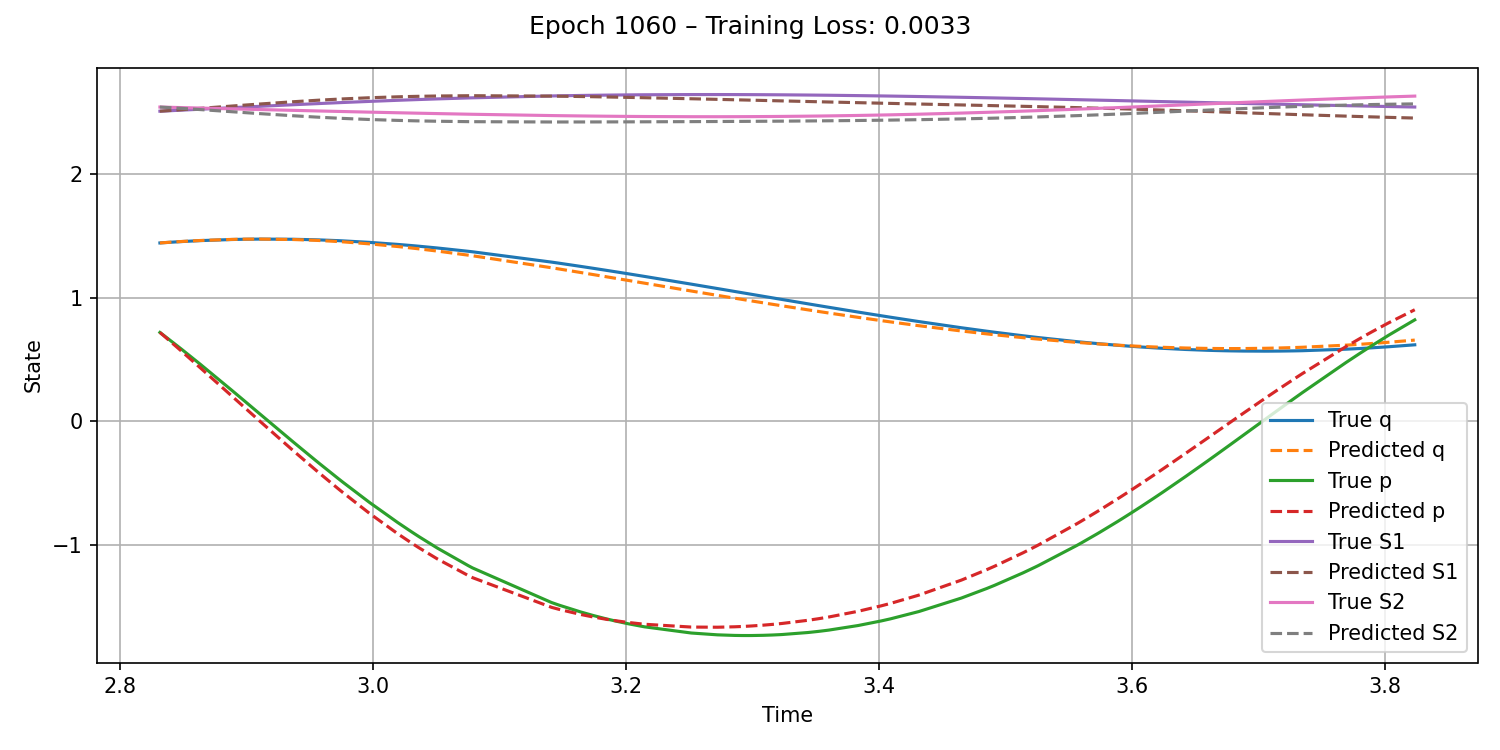 Epoch 1060 – Training Loss: 0.0033
State
2
1
0
−1
2.8
3.0
3.2
3.4
3.6
3.8
Time
True q
Predicted q
True p
Predicted p
True S1
Predicted S1
True S2
Predicted S2